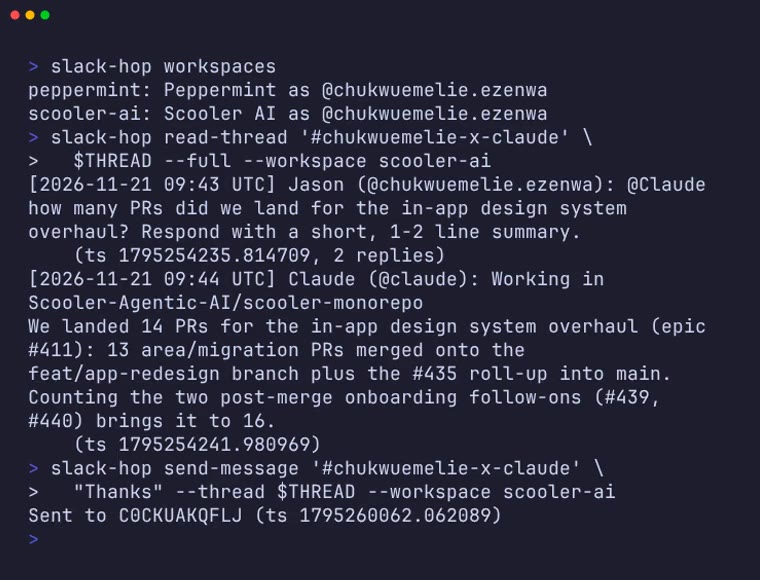 > slack-hop workspaces
peppermint: Peppermint as @chukwuemelie.ezenwa
scooler-ai: Scooler AI as @chukwuemelie.ezenwa
> slack-hop read-thread '#chukwuemelie-x-claude' \
>   $THREAD --full --workspace scooler-ai
[2026-11-21 09:43 UTC] Jason (@chukwuemelie.ezenwa): @Claude
how many PRs did we land for the in-app design system
overhaul? Respond with a short, 1-2 line summary.
    (ts 1795254235.814709, 2 replies)
[2026-11-21 09:44 UTC] Claude (@claude): Working in
Scooler-Agentic-AI/scooler-monorepo
We landed 14 PRs for the in-app design system overhaul (epic
#411): 13 area/migration PRs merged onto the
feat/app-redesign branch plus the #435 roll-up into main.
Counting the two post-merge onboarding follow-ons (#439,
#440) brings it to 16.
    (ts 1795254241.980969)
> slack-hop send-message '#chukwuemelie-x-claude' \
>   "Thanks" --thread $THREAD --workspace scooler-ai
Sent to C0CKUAKQFLJ (ts 1795260062.062089)
>